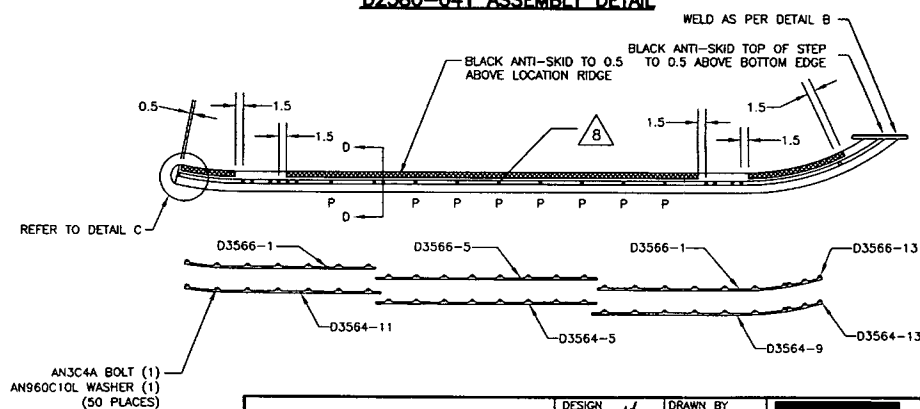 D2580-041 ASSEMBLY DETAIL
WELD AS PER DETAIL B
BLACK ANTI-SKID TO 0.5
ABOVE LOCATION RIDGE
BLACK ANTI-SKID TOP OF STEP
TO 0.5 ABOVE BOTTOM EDGE
0.5
1.5
1.5
8
1.5
1.5
1.5
D
D
P P P P P P P P
REFER TO DETAIL C
D3566-1
D3566-5
D3566-1
D3566-13
D3564-11
D3564-5
D3564-9
D3564-13
AN3C4A BOLT (1)
AN960C10L WASHER (1)
(50 PLACES)
DESIGN
DRAWN BY